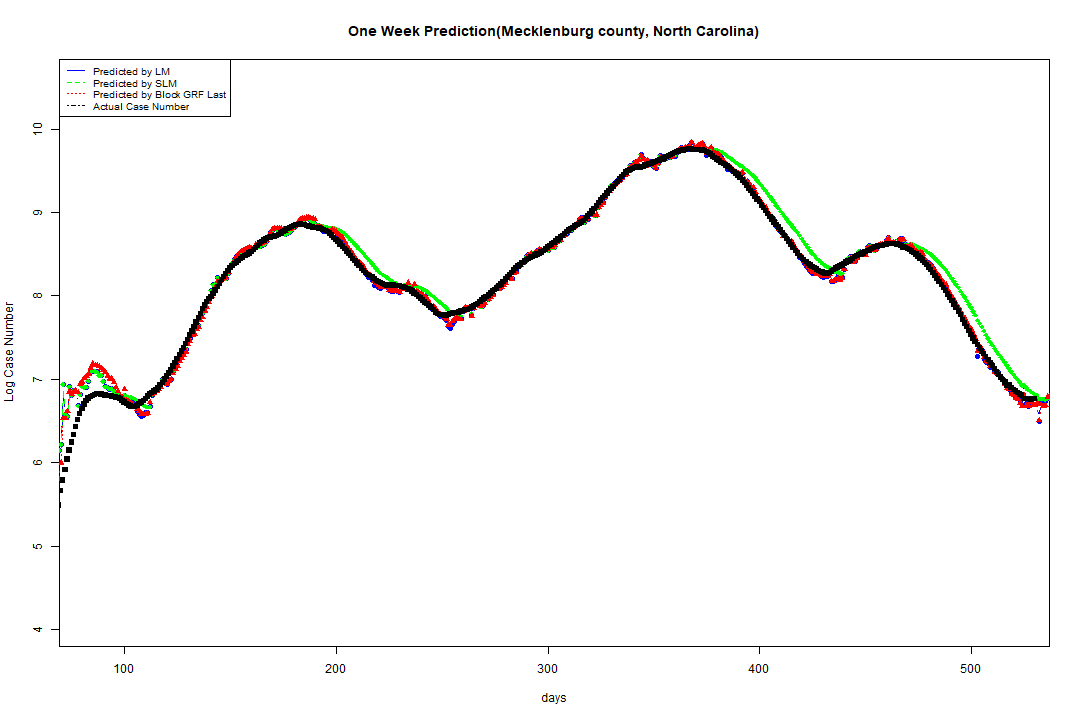 One Week Prediction(Mecklenburg county, North Carolina)
Predicted by LM
Predicted by SLM
Predicted by Block GRF Last
Actual Case Number
Log Case Number
10
9
8
7
6
5
4
100 200 300 400 500
days